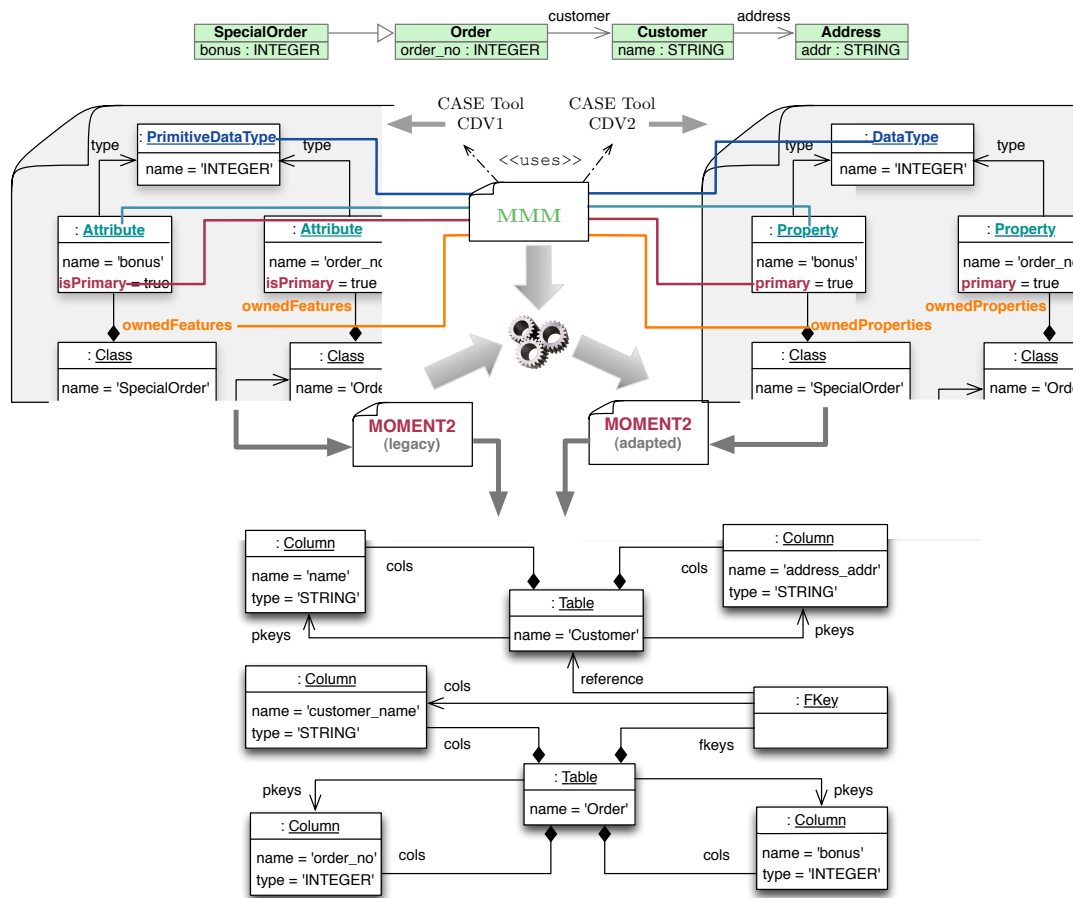 SpecialOrder
bonus : INTEGER
Order
order_no : INTEGER
customer
Customer
name : STRING
address
Address
addr : STRING
CASE Tool
CDV1
CASE Tool
CDV2
<<uses>>
MMM
: PrimitiveDataType
name = 'INTEGER'
type
type
: Attribute
name = 'bonus'
isPrimary = true
: Attribute
name = 'order_no
isPrimary = true
ownedFeatures
ownedFeatures
: Class
name = 'SpecialOrder'
: Class
name = 'Orde
: DataType
name = 'INTEGER'
type
type
: Property
name = 'bonus'
primary = true
: Property
name = 'order_no
primary = true
ownedProperties
ownedProperties
: Class
name = 'SpecialOrder'
: Class
name = 'Ord
MOMENT2
(legacy)
MOMENT2
(adapted)
: Column
name = 'name'
type = 'STRING'
cols
pkeys
: Table
name = 'Customer'
cols
pkeys
: Column
name = 'address_addr'
type = 'STRING'
reference
: Column
name = 'customer_name'
type = 'STRING'
cols
cols
: FKey
fkeys
: Table
name = 'Order'
pkeys
pkeys
: Column
name = 'order_no'
type = 'INTEGER'
cols
cols
: Column
name = 'bonus'
type = 'INTEGER'